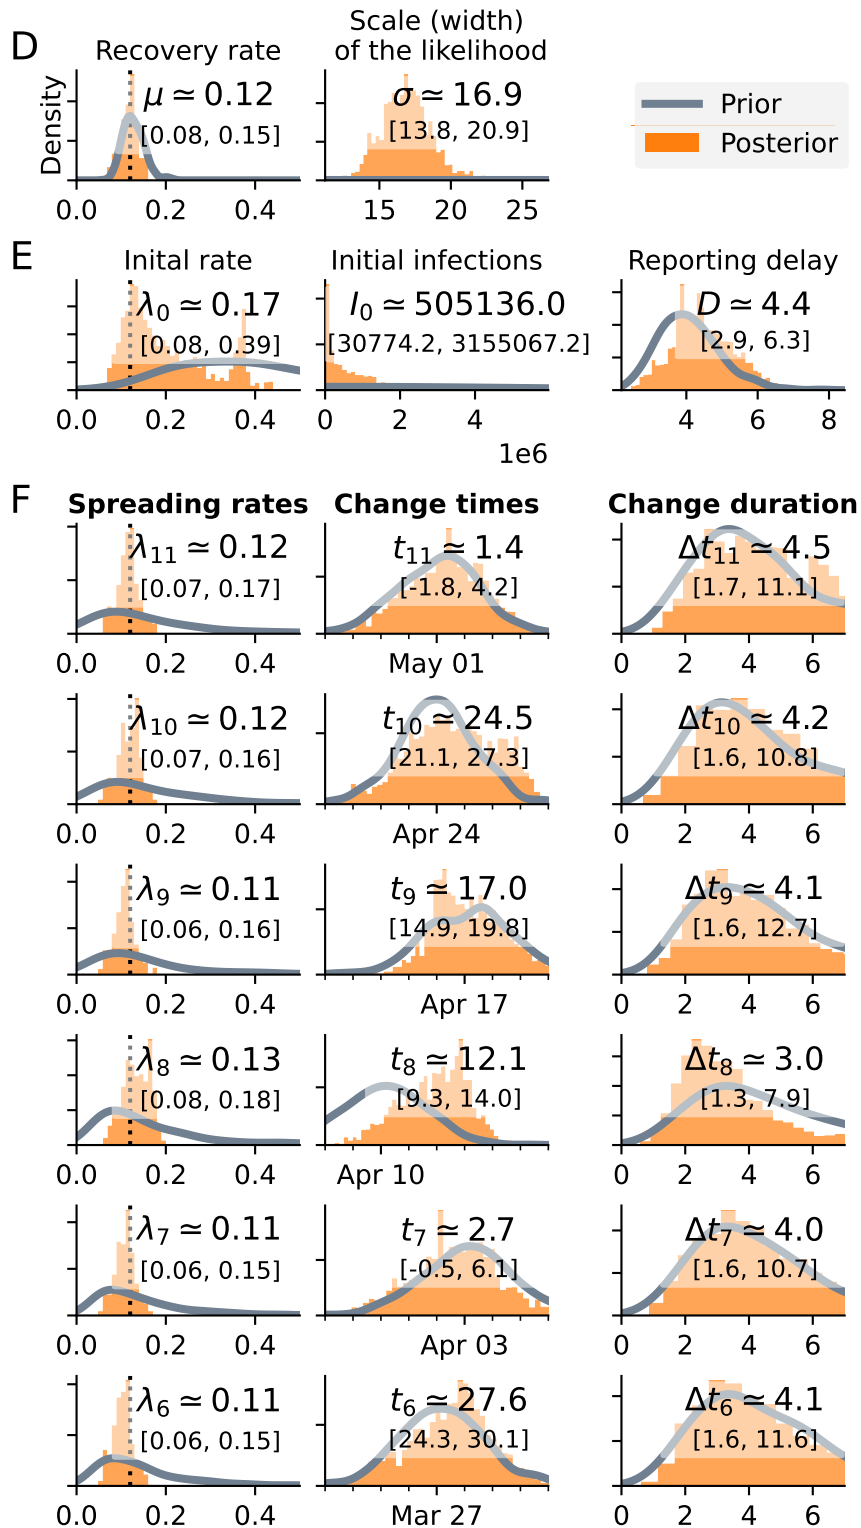 D
Recovery rate
Scale (width)
of the likelihood
Density
μ ≃ 0.12
[0.08, 0.15]
σ ≃ 16.9
[13.8, 20.9]
Prior
Posterior
0.0 0.2 0.4
15 20 25
E
Inital rate
Initial infections
Reporting delay
λ0 ≃ 0.17
[0.08, 0.39]
I0 ≃ 505136.0
[30774.2, 3155067.2]
D ≃ 4.4
[2.9, 6.3]
0.0 0.2 0.4
0 2 4
1e6
4 6 8
F
Spreading rates
Change times
Change duration
λ11 ≃ 0.12
[0.07, 0.17]
t11 ≃ 1.4
[-1.8, 4.2]
Δt11 ≃ 4.5
[1.7, 11.1]
0.0 0.2 0.4
May 01
0 2 4 6
λ10 ≃ 0.12
[0.07, 0.16]
t10 ≃ 24.5
[21.1, 27.3]
Δt10 ≃ 4.2
[1.6, 10.8]
0.0 0.2 0.4
Apr 24
0 2 4 6
λ9 ≃ 0.11
[0.06, 0.16]
t9 ≃ 17.0
[14.9, 19.8]
Δt9 ≃ 4.1
[1.6, 12.7]
0.0 0.2 0.4
Apr 17
0 2 4 6
λ8 ≃ 0.13
[0.08, 0.18]
t8 ≃ 12.1
[9.3, 14.0]
Δt8 ≃ 3.0
[1.3, 7.9]
0.0 0.2 0.4
Apr 10
0 2 4 6
λ7 ≃ 0.11
[0.06, 0.15]
t7 ≃ 2.7
[-0.5, 6.1]
Δt7 ≃ 4.0
[1.6, 10.7]
0.0 0.2 0.4
Apr 03
0 2 4 6
λ6 ≃ 0.11
[0.06, 0.15]
t6 ≃ 27.6
[24.3, 30.1]
Δt6 ≃ 4.1
[1.6, 11.6]
0.0 0.2 0.4
Mar 27
0 2 4 6